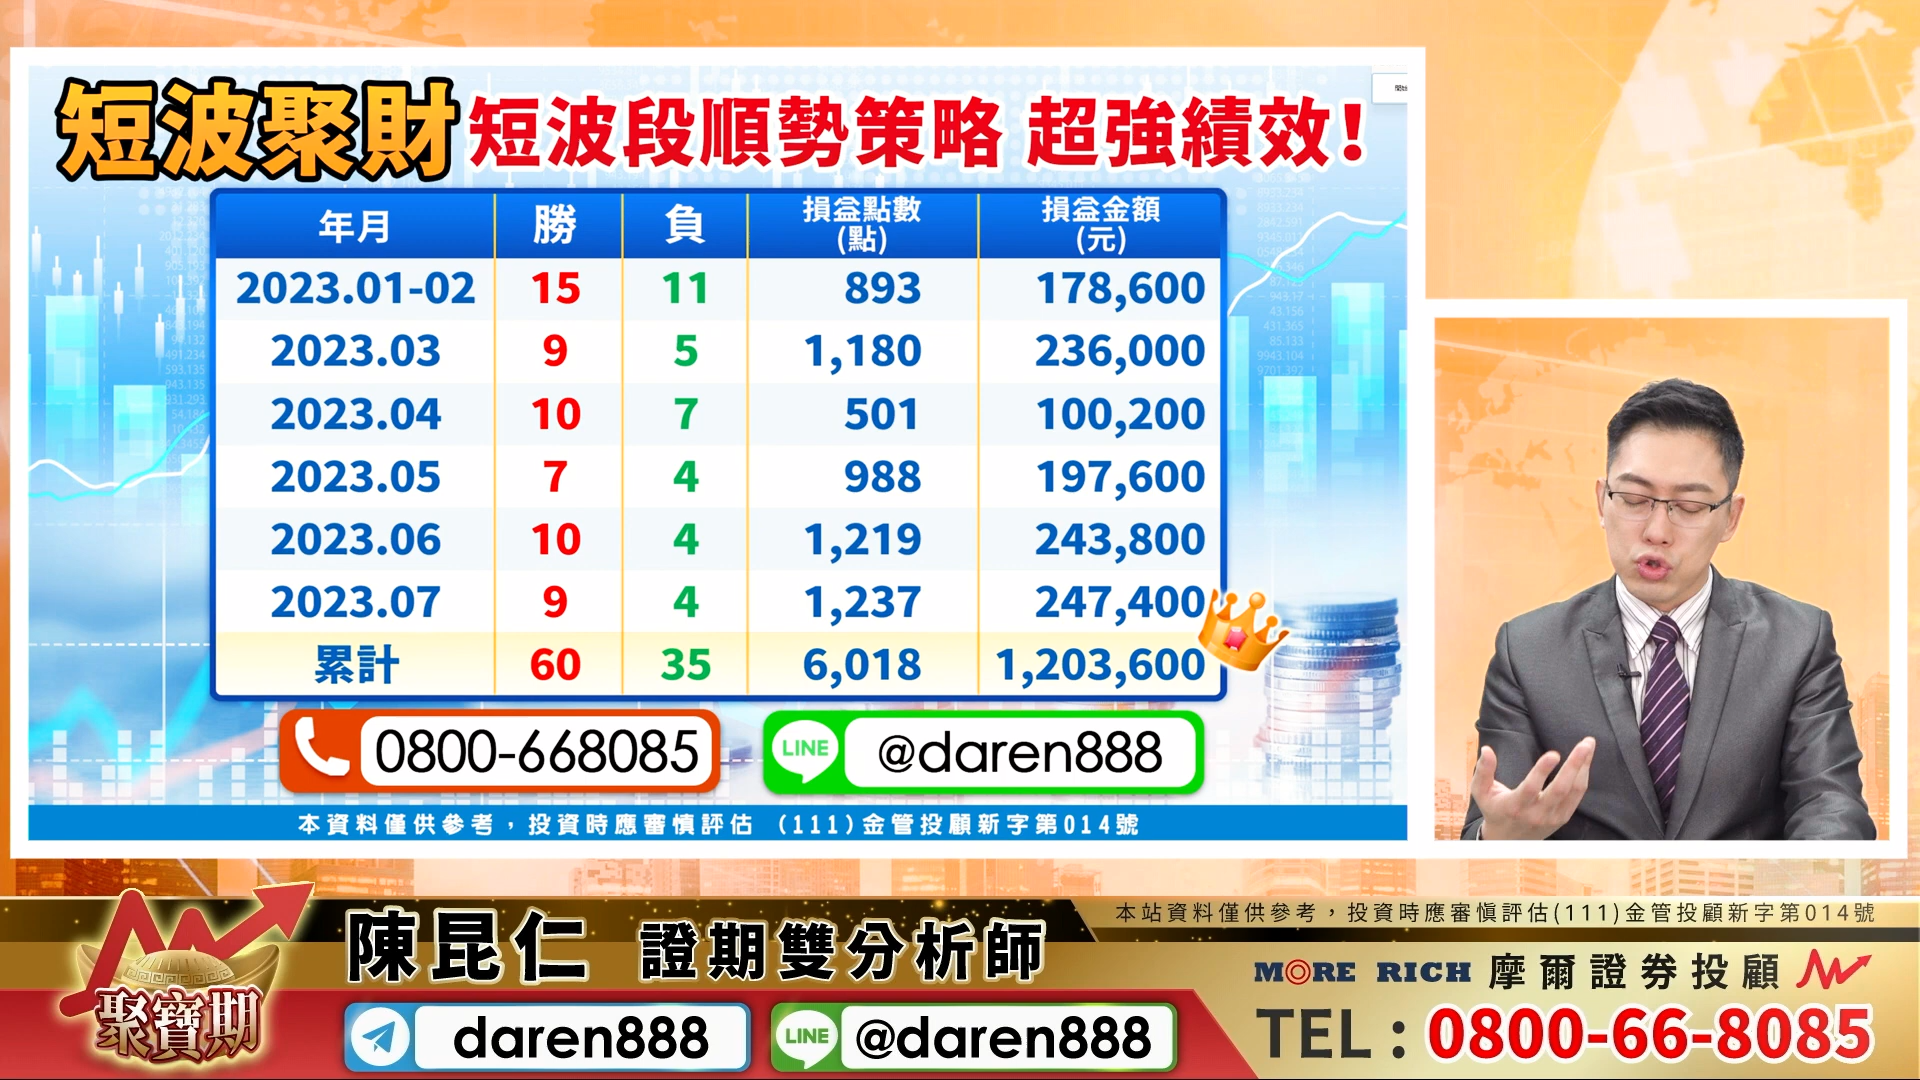 短波聚財 短波段順勢策略 超強績效!
開始
年月 勝 負 損益點數(點) 損益金額(元)
2023.01-02 15 11 893 178,600
2023.03 9 5 1,180 236,000
2023.04 10 7 501 100,200
2023.05 7 4 988 197,600
2023.06 10 4 1,219 243,800
2023.07 9 4 1,237 247,400
累計 60 35 6,018 1,203,600
0800-668085 LINE @daren888
本資料僅供參考，投資時應審慎評估 (111)金管投顧新字第014號
聚寶期
陳昆仁 證期雙分析師
daren888 LINE @daren888
本站資料僅供參考，投資時應審慎評估(111)金管投顧新字第014號
MORE RICH 摩爾證券投顧
TEL : 0800-66-8085